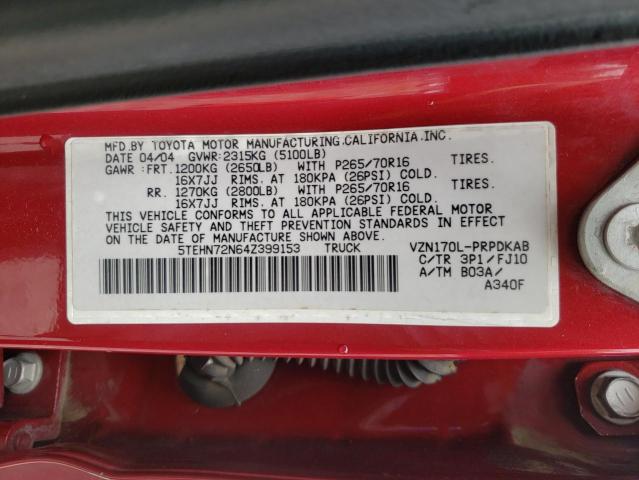 MFD.BY TOYOTA MOTOR MANUFACTURING.CALIFORNIA.INC.
DATE 04/04 GVWR:2315KG (5100LB)
GAWR :FRT.1200KG (2650LB) WITH P265/70R16 TIRES.
16X7JJ RIMS. AT 180KPA (26PSI) COLD.
RR. 1270KG (2800LB) WITH P265/70R16 TIRES.
16X7JJ RIMS. AT 180KPA (26PSI) COLD.
THIS VEHICLE CONFORMS TO ALL APPLICABLE FEDERAL MOTOR
VEHICLE SAFETY AND THEFT PREVENTION STANDARDS IN EFFECT
ON THE DATE OF MANUFACTURE SHOWN ABOVE.
5TEHN72N64Z399153 TRUCK VZN170L-PRPDKAB
C/TR 3P1/FJ10
A/TM B03A/
A340F